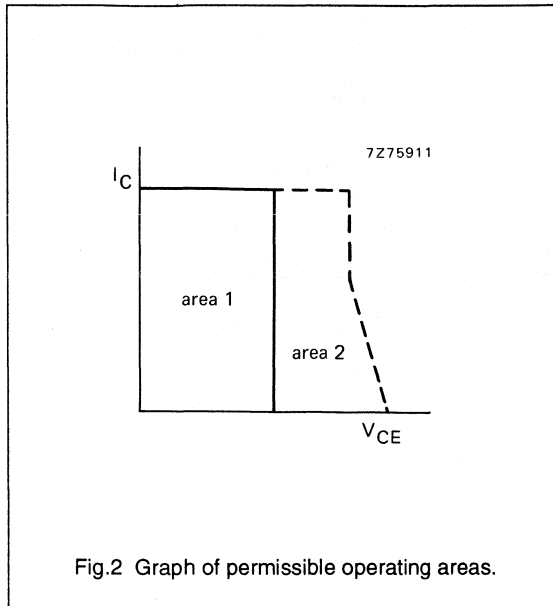 7Z75911
I_C
area 1
area 2
V_CE
Fig.2 Graph of permissible operating areas.